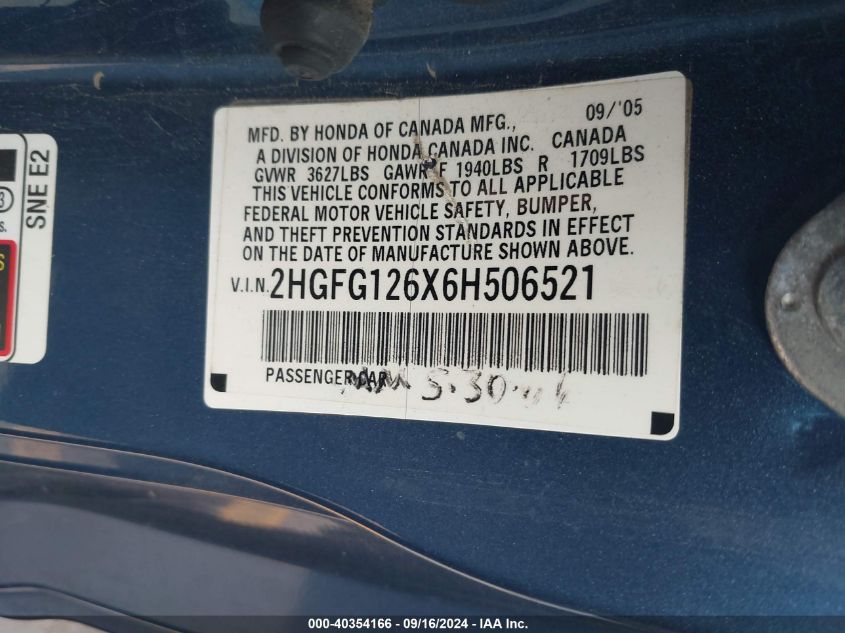 09/'05
MFD. BY HONDA OF CANADA MFG.,
A DIVISION OF HONDA CANADA INC. CANADA
GVWR 3627LBS GAWR F 1940LBS R 1709LBS
THIS VEHICLE CONFORMS TO ALL APPLICABLE
FEDERAL MOTOR VEHICLE SAFETY, BUMPER,
AND THEFT PREVENTION STANDARDS IN EFFECT
ON THE DATE OF MANUFACTURE SHOWN ABOVE.
V.I.N. 2HGFG126X6H506521
PASSENGER CAR
SNE E2
000-40354166 - 09/16/2024 - IAA Inc.